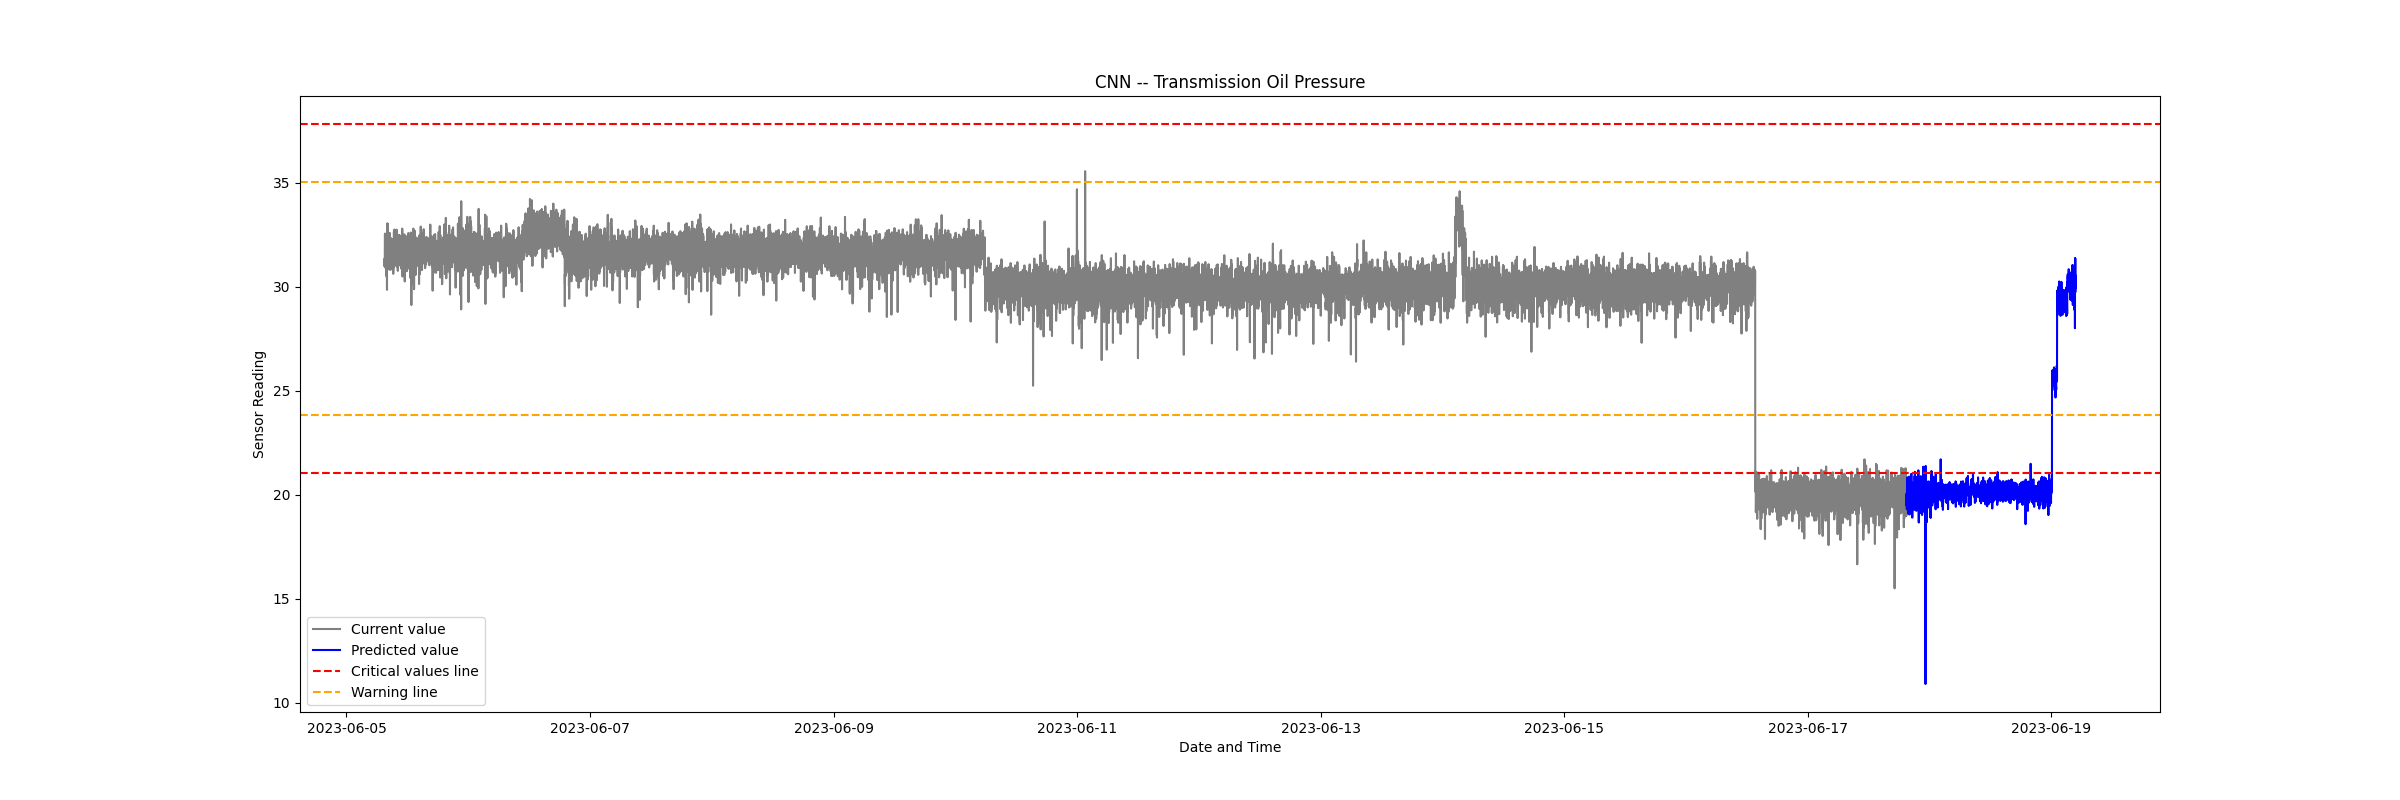 CNN -- Transmission Oil Pressure
Sensor Reading
35
30
25
20
15
10
Current value
Predicted value
Critical values line
Warning line
2023-06-05
2023-06-07
2023-06-09
2023-06-11
2023-06-13
2023-06-15
2023-06-17
2023-06-19
Date and Time